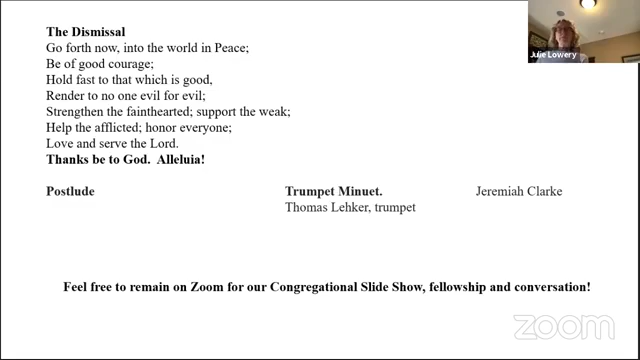 The Dismissal
Go forth now, into the world in Peace;
Be of good courage;
Hold fast to that which is good,
Render to no one evil for evil;
Strengthen the fainthearted; support the weak;
Help the afflicted; honor everyone;
Love and serve the Lord.
Thanks be to God.  Alleluia!
Postlude Trumpet Minuet. Jeremiah Clarke
Thomas Lehker, trumpet
Feel free to remain on Zoom for our Congregational Slide Show, fellowship and conversation!
Julie Lowery
zoom